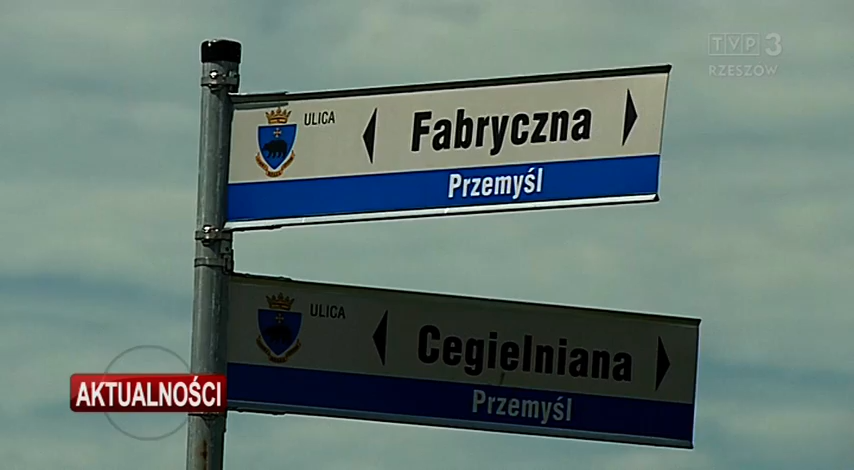 TVP3
RZESZÓW
ULICA
Fabryczna
Przemyśl
ULICA
Cegielniana
Przemyśl
AKTUALNOŚCI